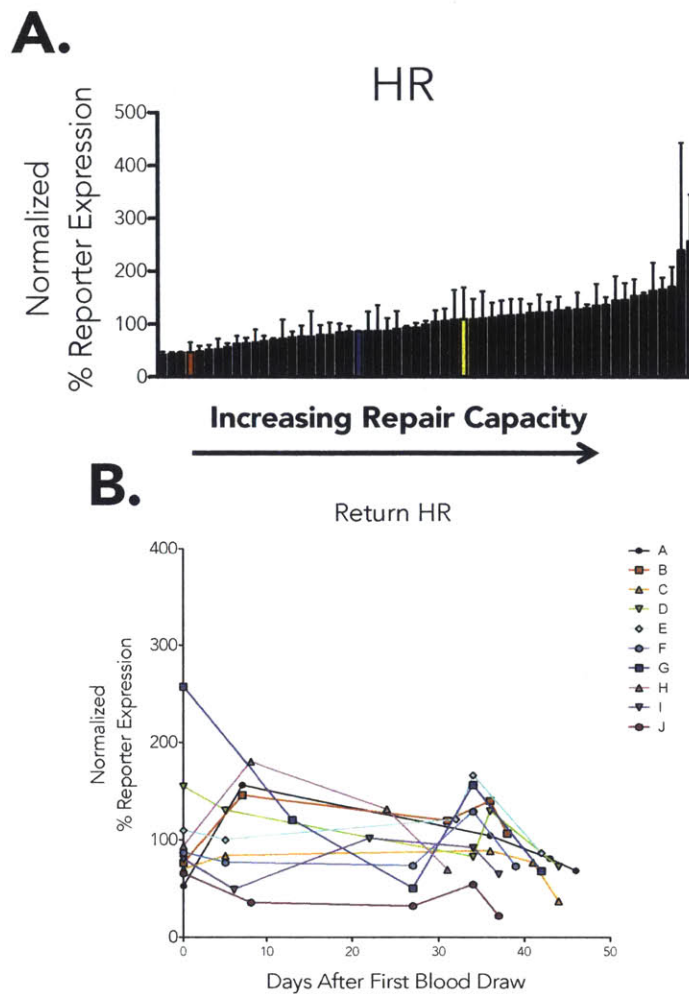 A.
HR
Normalized
% Reporter Expression
500
400
300
200
100
0
Increasing Repair Capacity
B.
Return HR
Normalized
% Reporter Expression
400
300
200
100
0
0
10
20
30
40
50
Days After First Blood Draw
A
B
C
D
E
F
G
H
I
J